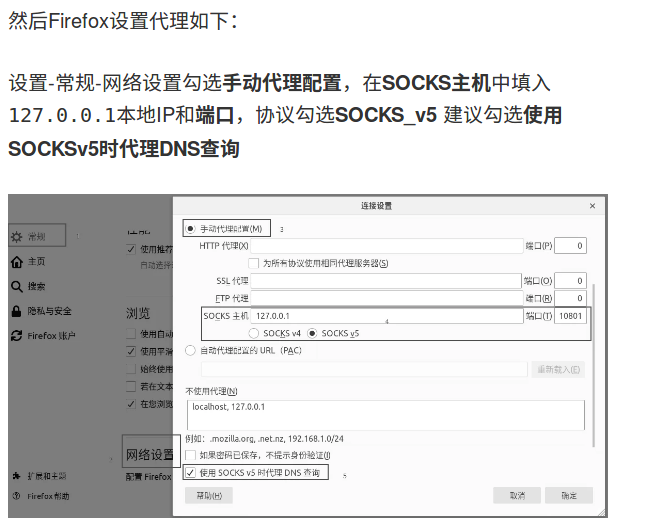 然后Firefox设置代理如下：
设置-常规-网络设置勾选手动代理配置，在SOCKS主机中填入
127.0.0.1本地IP和端口，协议勾选SOCKS_v5 建议勾选使用
SOCKSv5时代理DNS查询
连接设置
常规
主页
搜索
隐私与安全
Firefox 账户
扩展和主题
Firefox 帮助
性能
使用推荐
自动选择
浏览
使用自动
使用平滑
始终使用
若在文本
在您浏览
网络设置
配置 Firefox
手动代理配置(M)
2
HTTP 代理(X)
端口(P)
0
为所有协议使用相同代理服务器(S)
SSL 代理
端口(O)
0
FTP 代理
端口(R)
0
SOCKS 主机
127.0.0.1
端口(T)
10801
4
SOCKS v4
SOCKS v5
自动代理配置的 URL（PAC）
重新载入(E)
不使用代理(N)
localhost, 127.0.0.1
例如：.mozilla.org, .net.nz, 192.168.1.0/24
如果密码已保存，不提示身份验证(I)
使用 SOCKS v5 时代理 DNS 查询
5
帮助(H)
取消
确定